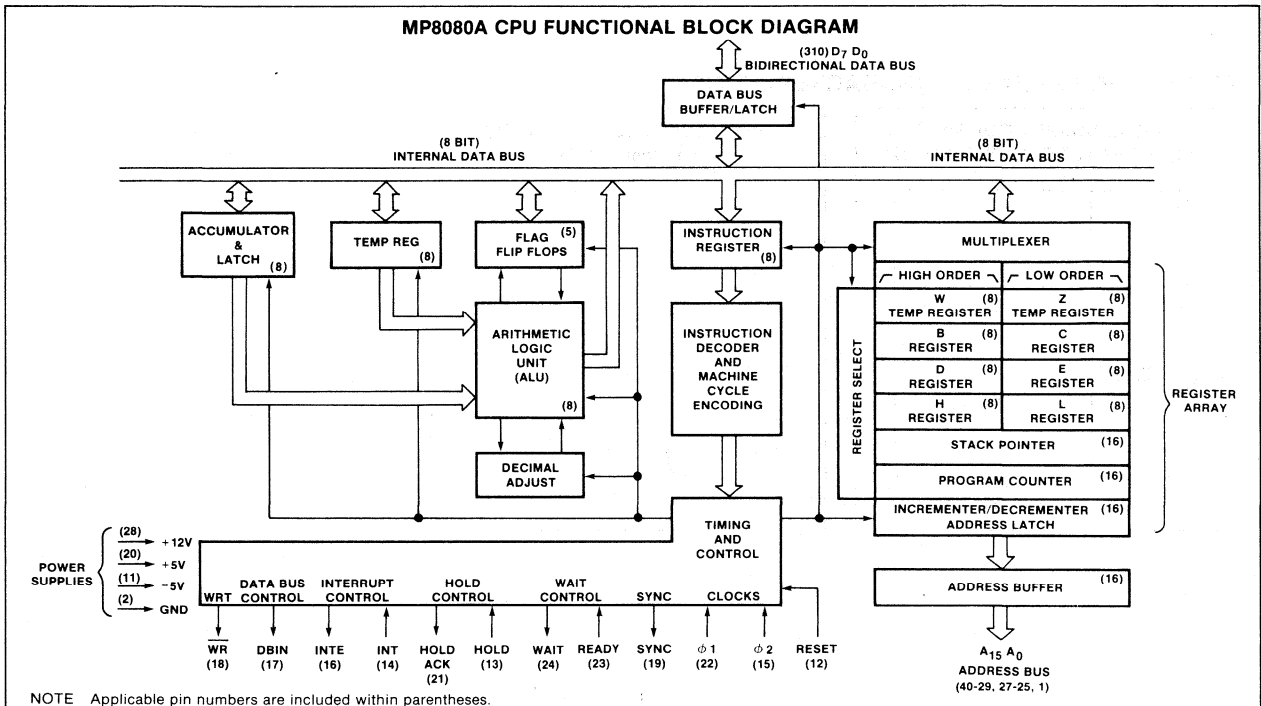 MP8080A CPU FUNCTIONAL BLOCK DIAGRAM
(310) D7 D0
BIDIRECTIONAL DATA BUS
DATA BUS
BUFFER/LATCH
(8 BIT)
INTERNAL DATA BUS
(8 BIT)
INTERNAL DATA BUS
ACCUMULATOR
&
LATCH
(8)
TEMP REG
(8)
(5)
FLAG
FLIP FLOPS
INSTRUCTION
REGISTER
(8)
MULTIPLEXER
HIGH ORDER
LOW ORDER
W (8)
TEMP REGISTER
Z (8)
TEMP REGISTER
B (8)
REGISTER
C (8)
REGISTER
D (8)
REGISTER
E (8)
REGISTER
H (8)
REGISTER
L (8)
REGISTER
STACK POINTER (16)
PROGRAM COUNTER (16)
INCREMENTER/DECREMENTER (16)
ADDRESS LATCH
REGISTER SELECT
REGISTER
ARRAY
ARITHMETIC
LOGIC
UNIT
(ALU)
(8)
INSTRUCTION
DECODER
AND
MACHINE
CYCLE
ENCODING
DECIMAL
ADJUST
TIMING
AND
CONTROL
ADDRESS BUFFER (16)
A15 A0
ADDRESS BUS
(40-29, 27-25, 1)
POWER
SUPPLIES
(28) +12V
(20) +5V
(11) -5V
(2) GND
WRT
DATA BUS
CONTROL
INTERRUPT
CONTROL
HOLD
CONTROL
WAIT
CONTROL
SYNC
CLOCKS
W̅R̅
(18)
DBIN
(17)
INTE
(16)
INT
(14)
HOLD
ACK
(21)
HOLD
(13)
WAIT
(24)
READY
(23)
SYNC
(19)
φ1
(22)
φ2
(15)
RESET
(12)
NOTE Applicable pin numbers are included within parentheses.